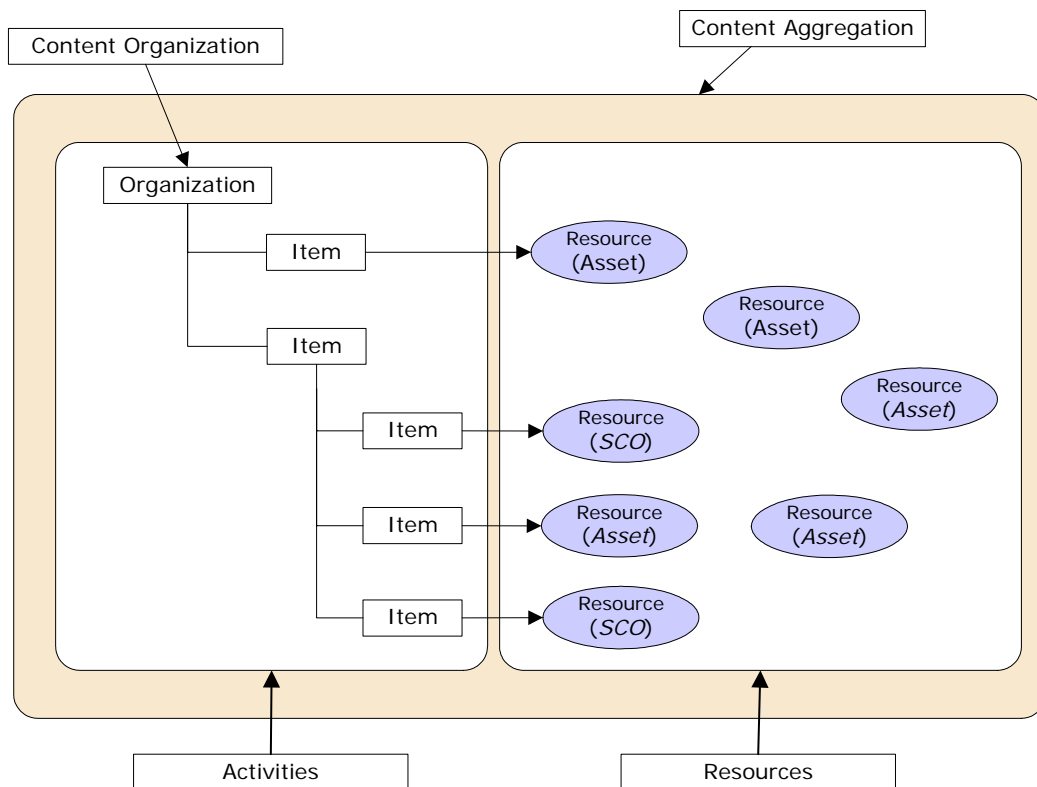 Content Organization
Content Aggregation
Organization
Item
Resource
(Asset)
Resource
(Asset)
Item
Resource
(Asset)
Item
Resource
(SCO)
Item
Resource
(Asset)
Resource
(Asset)
Item
Resource
(SCO)
Activities
Resources